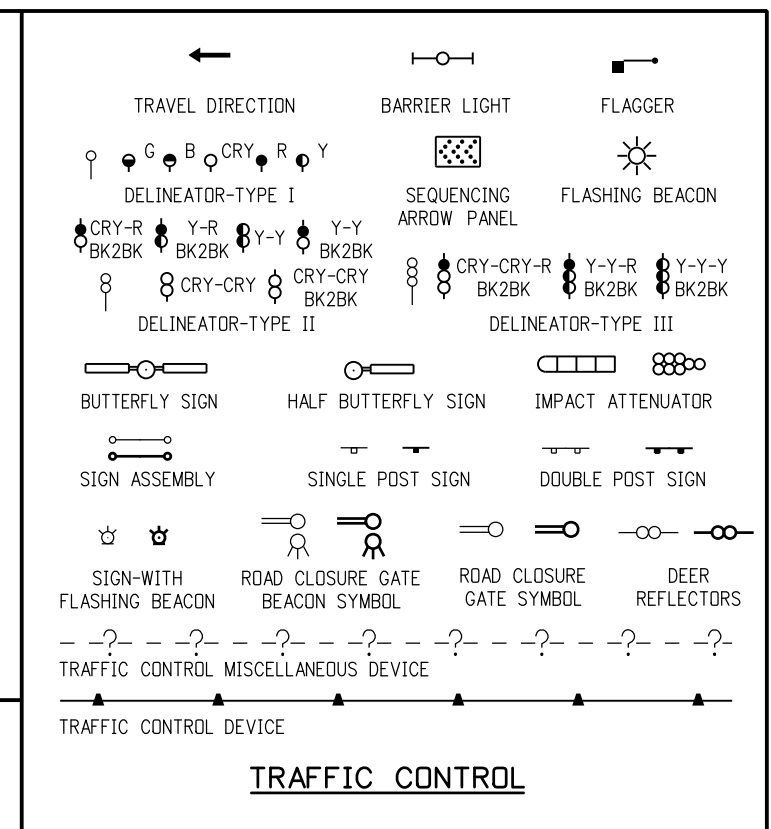 TRAVEL DIRECTION
BARRIER LIGHT
FLAGGER
G B CRY R Y
DELINEATOR-TYPE I
SEQUENCING
ARROW PANEL
FLASHING BEACON
CRY-R
BK2BK
Y-R
BK2BK
Y-Y
Y-Y
BK2BK
CRY-CRY
CRY-CRY
BK2BK
DELINEATOR-TYPE II
CRY-CRY-R
BK2BK
Y-Y-R
BK2BK
Y-Y-Y
BK2BK
DELINEATOR-TYPE III
BUTTERFLY SIGN
HALF BUTTERFLY SIGN
IMPACT ATTENUATOR
SIGN ASSEMBLY
SINGLE POST SIGN
DOUBLE POST SIGN
SIGN-WITH
FLASHING BEACON
ROAD CLOSURE GATE
BEACON SYMBOL
ROAD CLOSURE
GATE SYMBOL
DEER
REFLECTORS
? ? ? ? ? ? ? ?
TRAFFIC CONTROL MISCELLANEOUS DEVICE
TRAFFIC CONTROL DEVICE
TRAFFIC CONTROL